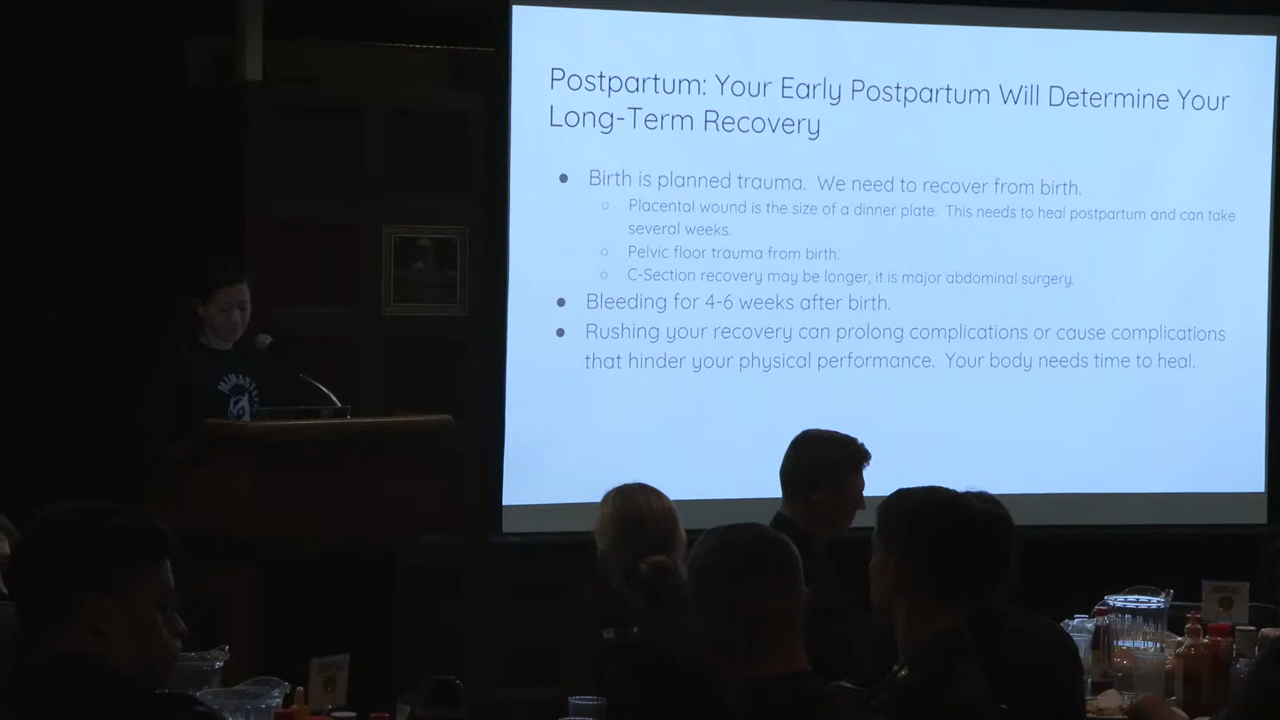 Postpartum: Your Early Postpartum Will Determine Your
Long-Term Recovery
● Birth is planned trauma. We need to recover from birth.
○ Placental wound is the size of a dinner plate. This needs to heal postpartum and can take
several weeks.
○ Pelvic floor trauma from birth.
○ C-Section recovery may be longer, it is major abdominal surgery.
● Bleeding for 4-6 weeks after birth.
● Rushing your recovery can prolong complications or cause complications
that hinder your physical performance. Your body needs time to heal.